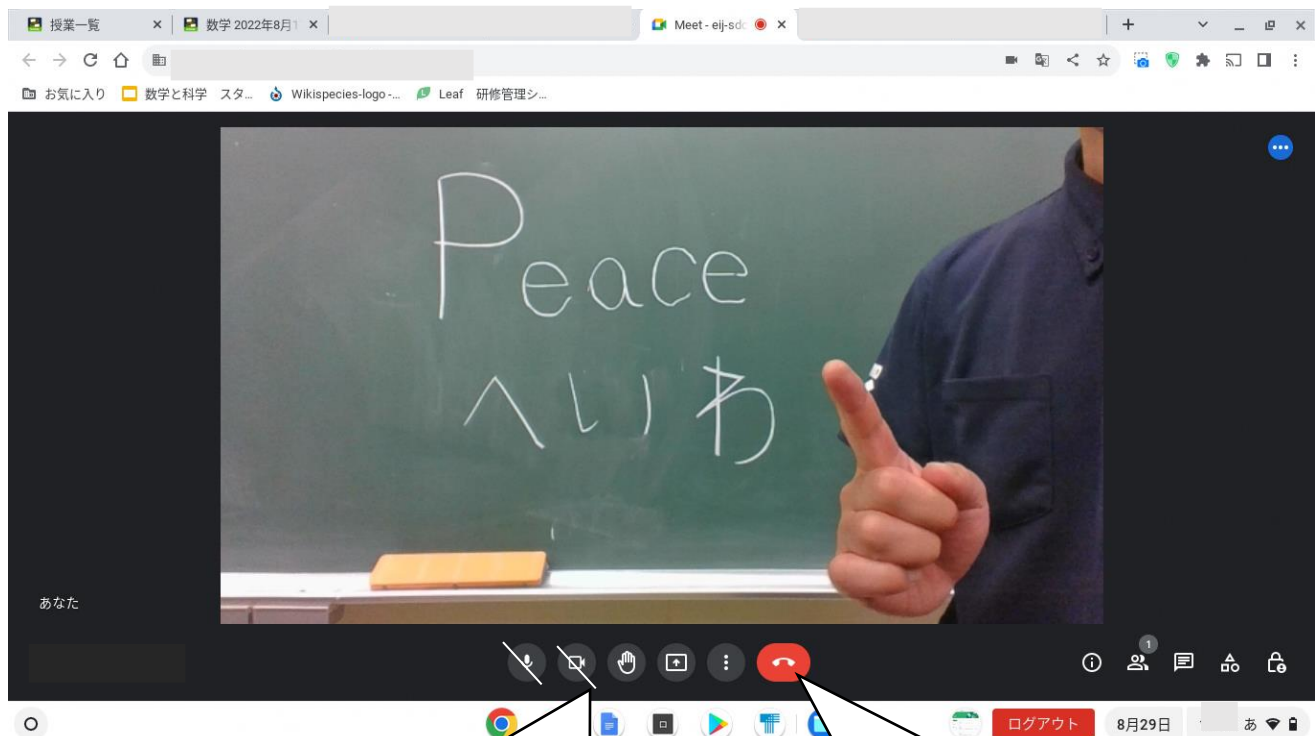 授業一覧
数学 2022年8月1
Meet - eij-sdc
お気に入り 数学と科学 スタ... Wikispecies-logo -... Leaf 研修管理シ...
Peace
へいわ
あなた
1
ログアウト 8月29日 あ